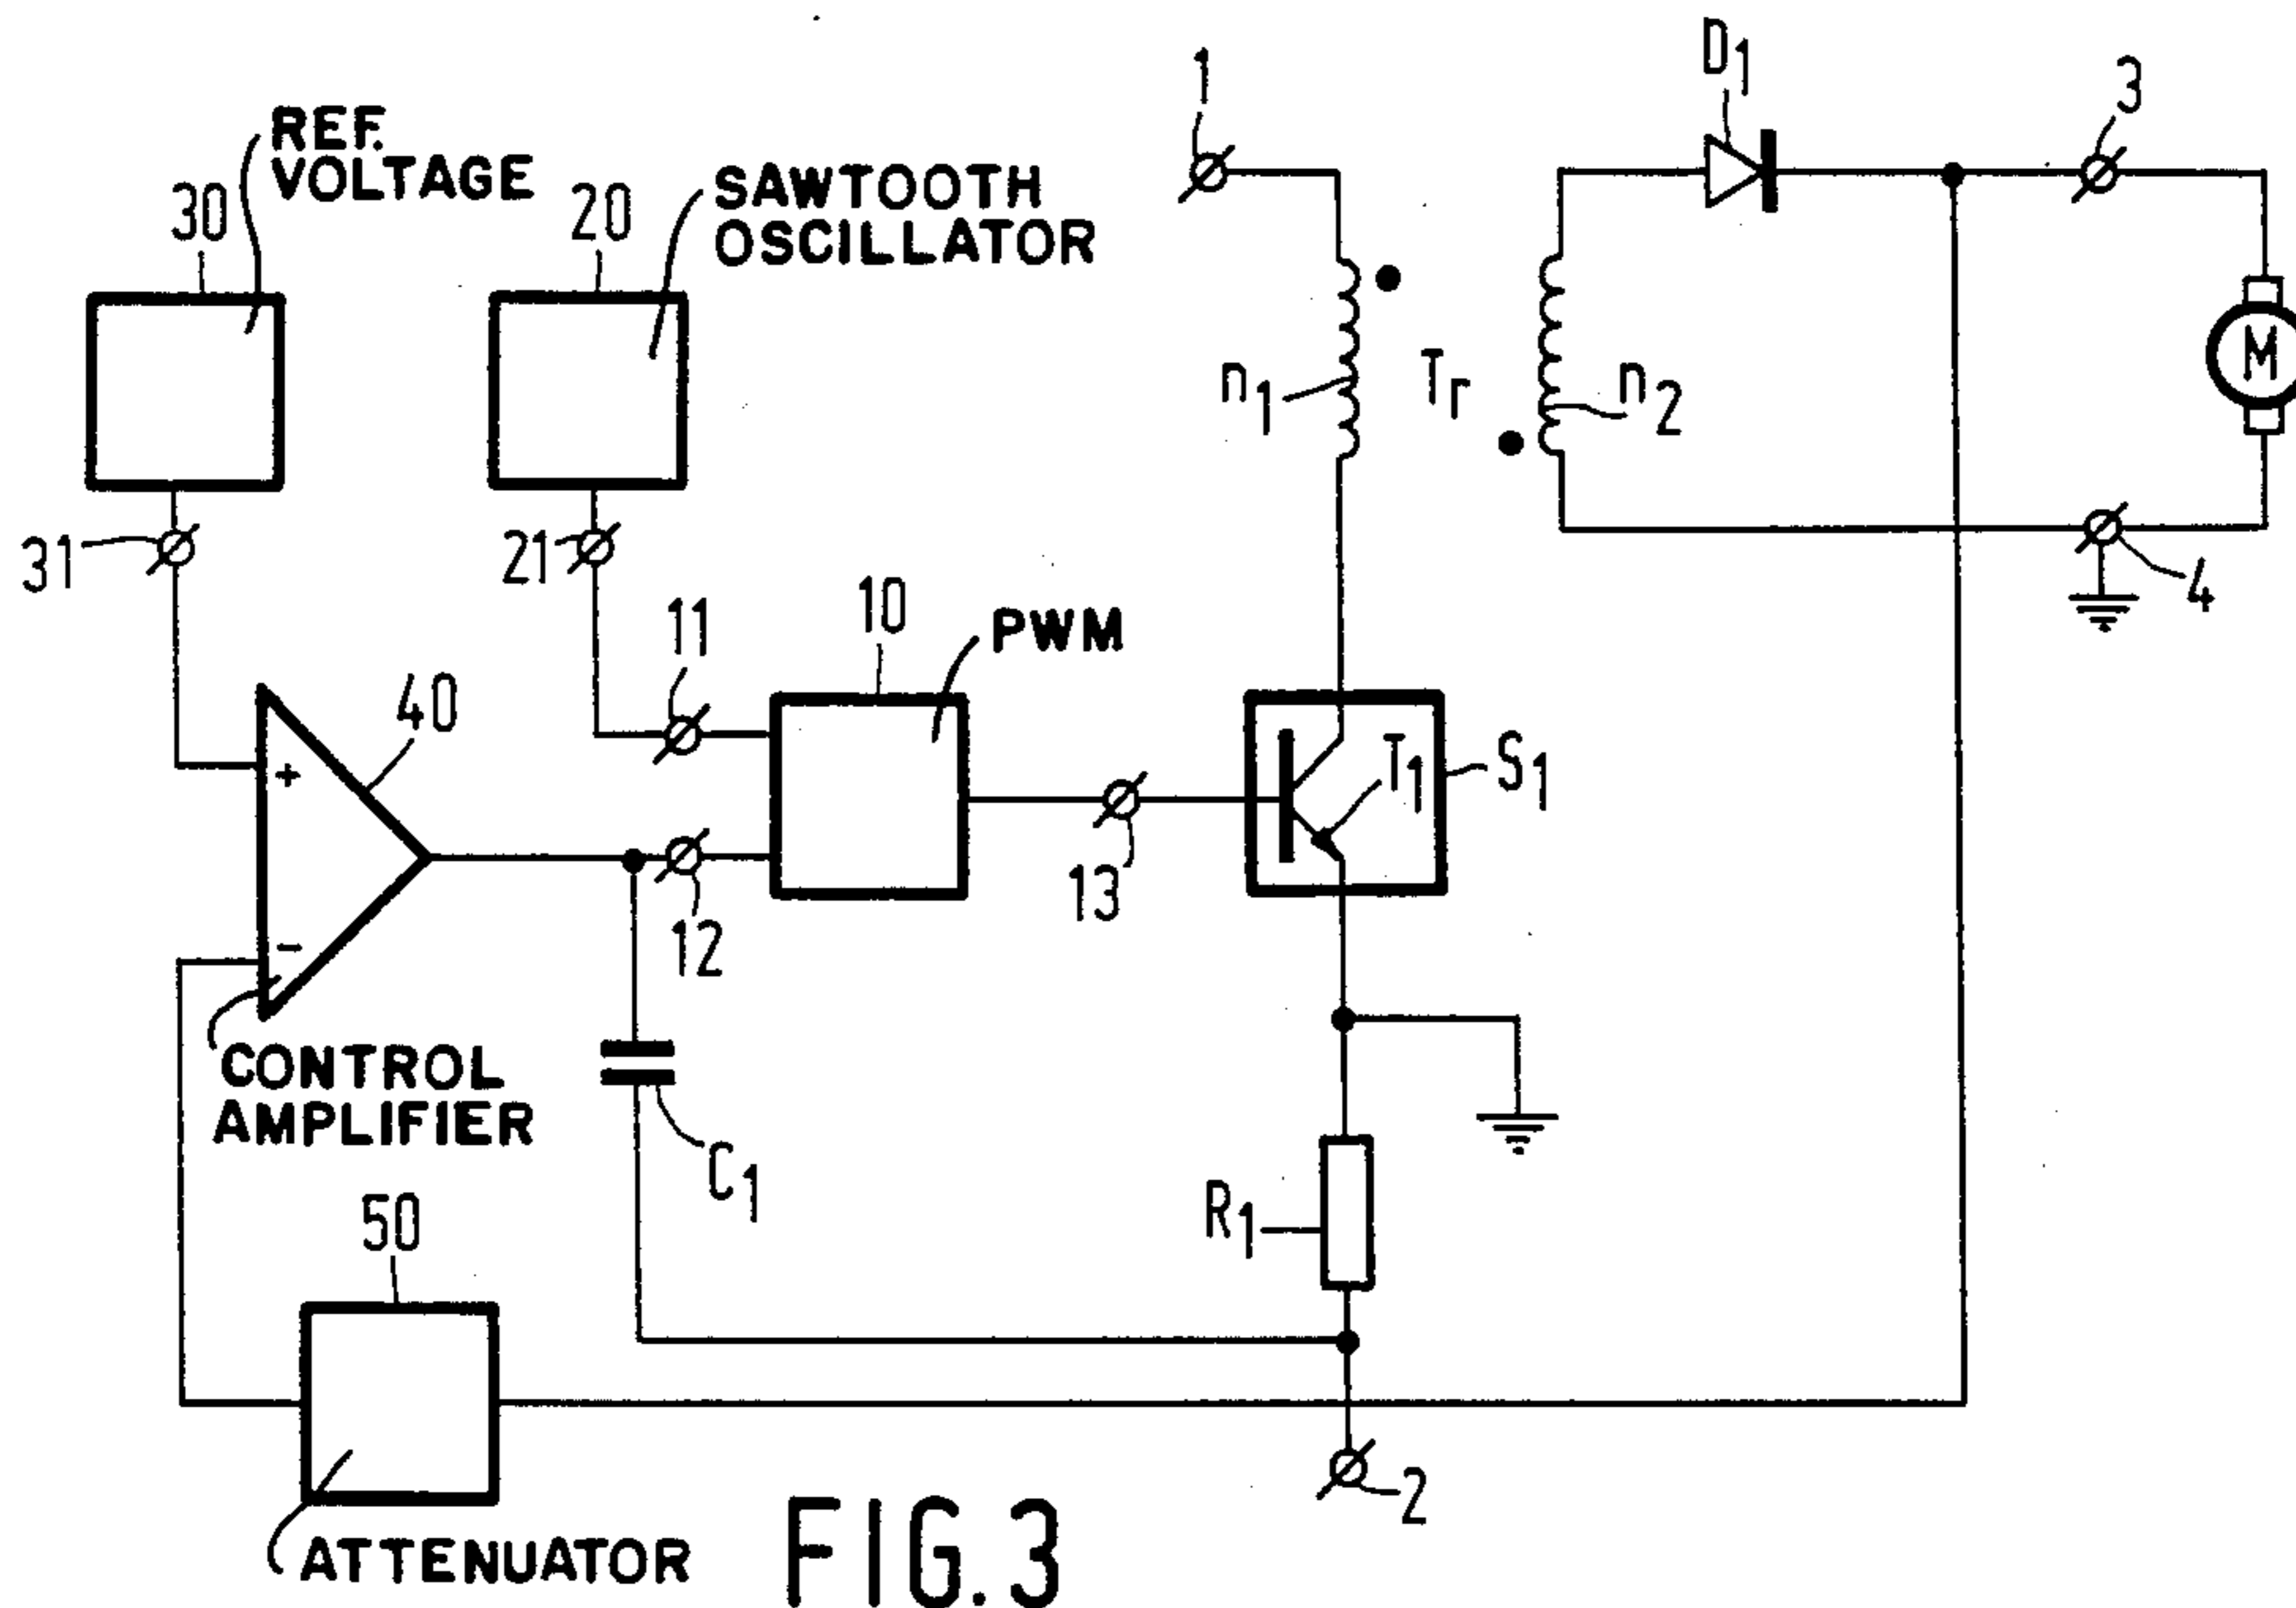 REF.
VOLTAGE
30
20
SAWTOOTH
OSCILLATOR
1
D1
3
n1
Tr
n2
M
31
21
11
10
PWM
4
40
+
-
12
13
T1
S1
CONTROL
AMPLIFIER
C1
R1
50
2
ATTENUATOR
FIG.3